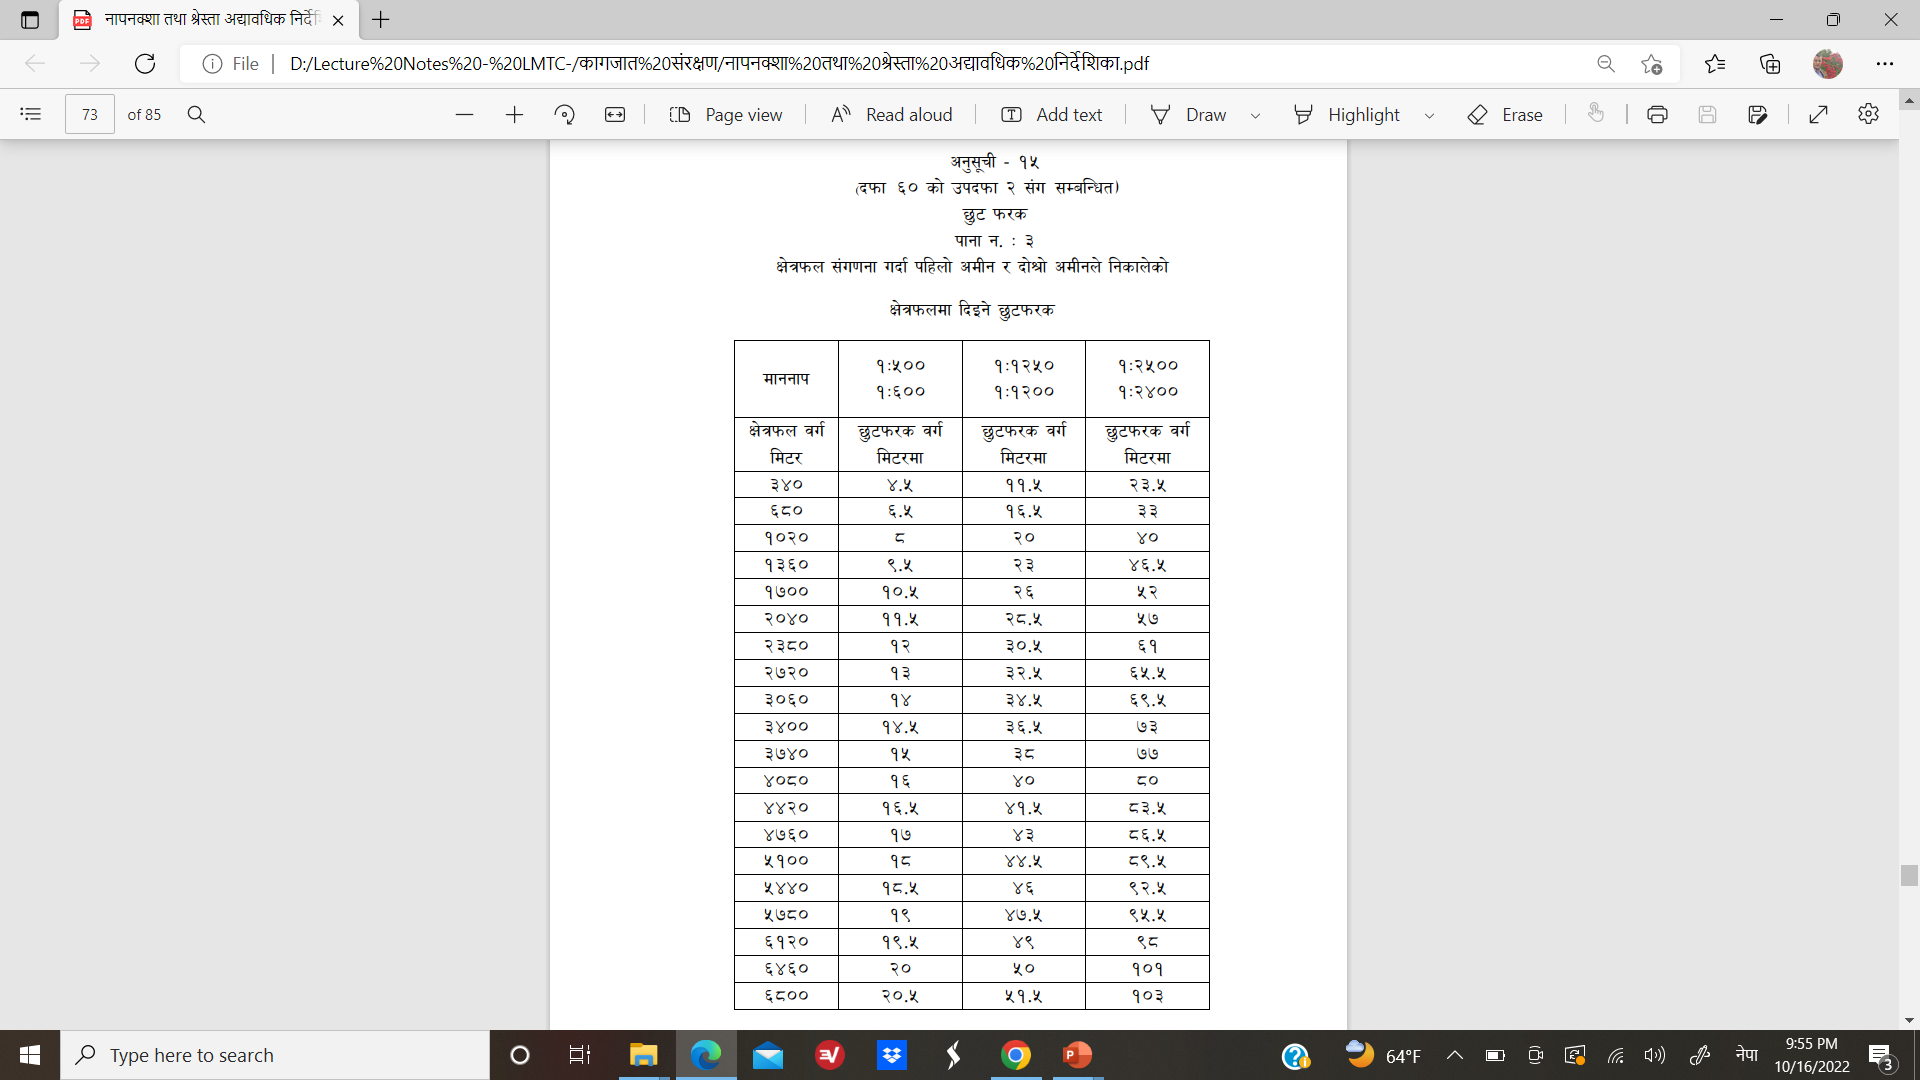 नापनक्शा तथा श्रेस्ता अद्यावधिक निर्देशि
File D:/Lecture%20Notes%20-%20LMTC-/कागजात%20संरक्षण/नापनक्शा%20तथा%20श्रेस्ता%20अद्यावधिक%20निर्देशिका.pdf
73 of 85 Page view Read aloud Add text Draw Highlight Erase
अनुसूची - १५
(दफा ६० को उपदफा २ संग सम्बन्धित)
छुट फरक
पाना न. : ३
क्षेत्रफल संगणना गर्दा पहिलो अमीन र दोश्रो अमीनले निकालेको
क्षेत्रफलमा दिइने छुटफरक
माननाप १:५०० १:१२५० १:२५००
१:६०० १:१२०० १:२४००
क्षेत्रफल वर्ग छुटफरक वर्ग छुटफरक वर्ग छुटफरक वर्ग
मिटर मिटरमा मिटरमा मिटरमा
३४० ४.५ ११.५ २३.५
६८० ६.५ १६.५ ३३
१०२० ८ २० ४०
१३६० ९.५ २३ ४६.५
१७०० १०.५ २६ ५२
२०४० ११.५ २८.५ ५७
२३८० १२ ३०.५ ६१
२७२० १३ ३२.५ ६५.५
३०६० १४ ३४.५ ६९.५
३४०० १४.५ ३६.५ ७३
३७४० १५ ३८ ७७
४०८० १६ ४० ८०
४४२० १६.५ ४१.५ ८३.५
४७६० १७ ४३ ८६.५
५१०० १८ ४४.५ ८९.५
५४४० १८.५ ४६ ९२.५
५७८० १९ ४७.५ ९५.५
६१२० १९.५ ४९ ९८
६४६० २० ५० १०१
६८०० २०.५ ५१.५ १०३
Type here to search 64°F नेपा 9:55 PM
10/16/2022 3